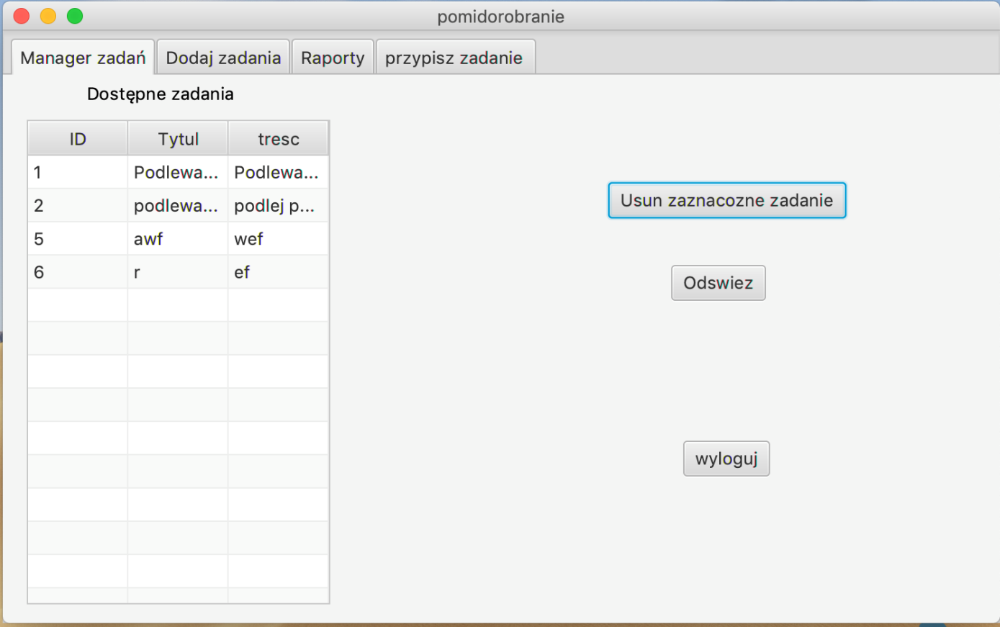 pomidorobranie
Manager zadań Dodaj zadania Raporty przypisz zadanie
Dostępne zadania
ID Tytul tresc
1 Podlewa... Podlewa...
2 podlewa... podlej p...
5 awf wef
6 r ef
Usun zaznacozne zadanie
Odswiez
wyloguj